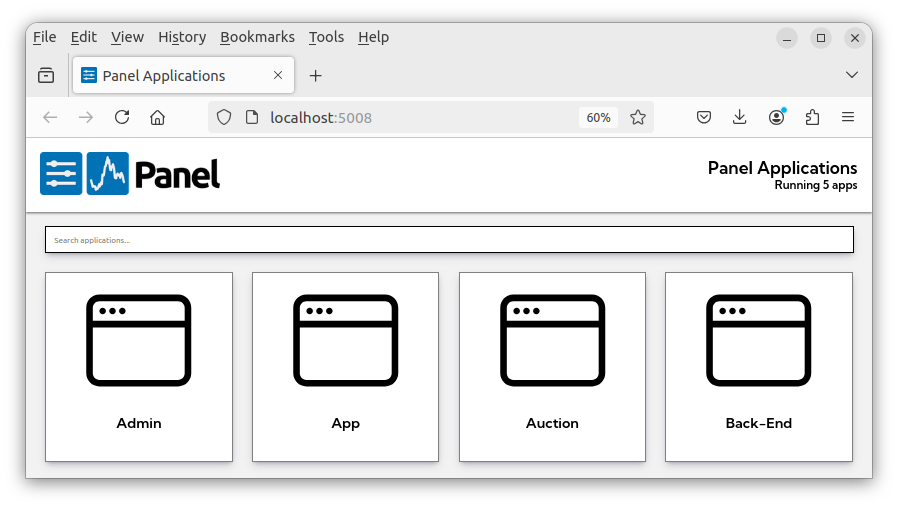 File Edit View History Bookmarks Tools Help
Panel Applications
localhost:5008 60%
Panel
Panel Applications
Running 5 apps
Search applications...
Admin App Auction Back-End